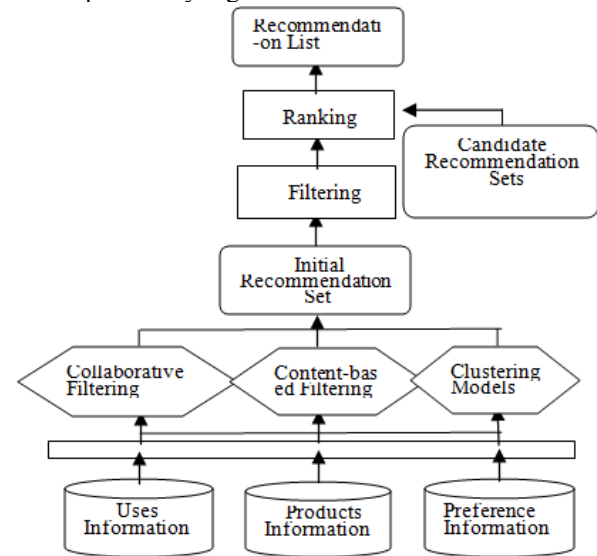 Recommendati
-on List
Ranking
Candidate
Recommendation
Sets
Filtering
Initial
Recommendation
Set
Collaborative
Filtering
Content-bas
ed Filtering
Clustering
Models
Uses
Information
Products
Information
Preference
Information